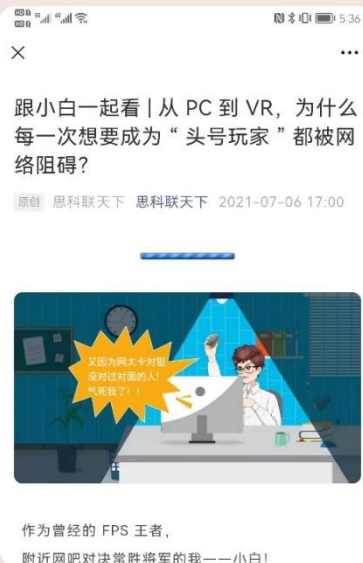 5:36
跟小白一起看 | 从 PC 到 VR，为什么
每一次想要成为“头号玩家”都被网
络阻碍？
原创 思科联天下 思科联天下 2021-07-06 17:00
又因为网太卡对狙
没对过对面的人！
气死我了！！
作为曾经的 FPS 王者，
附近网吧对决常胜将军的我——小白！